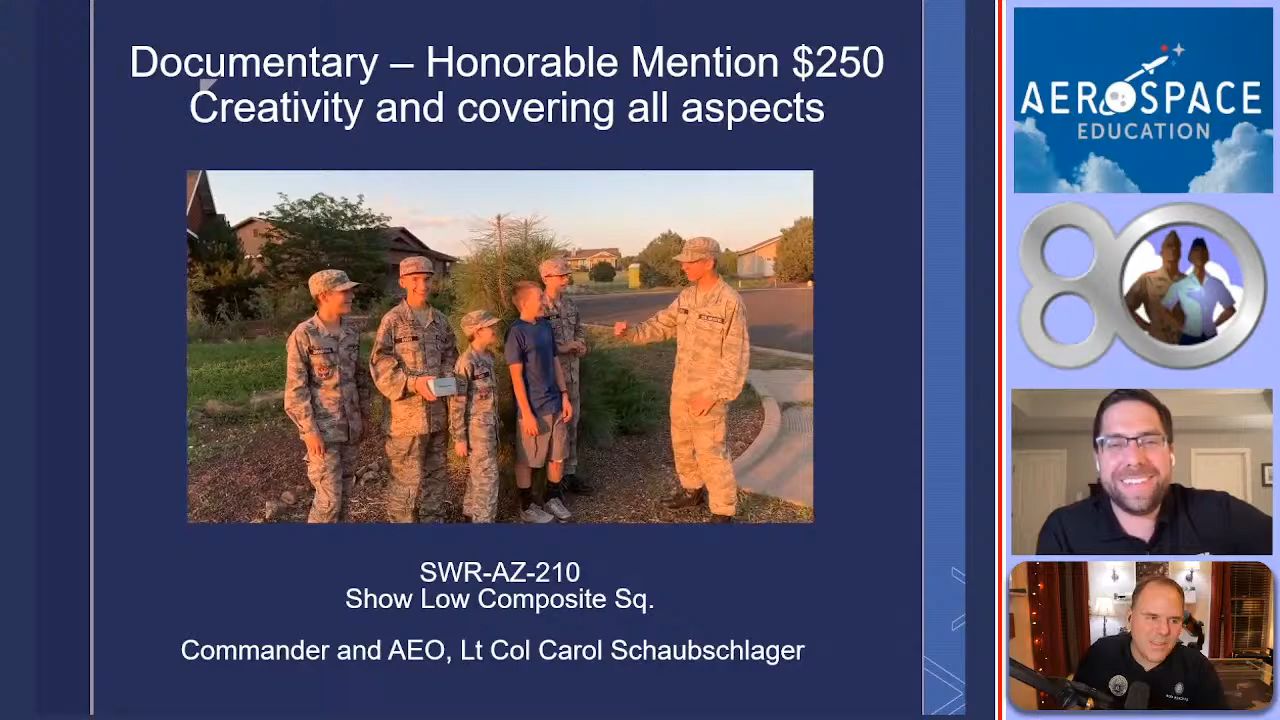 Documentary – Honorable Mention $250
Creativity and covering all aspects
SWR-AZ-210
Show Low Composite Sq.
Commander and AEO, Lt Col Carol Schaubschlager
AEROSPACE
EDUCATION
80